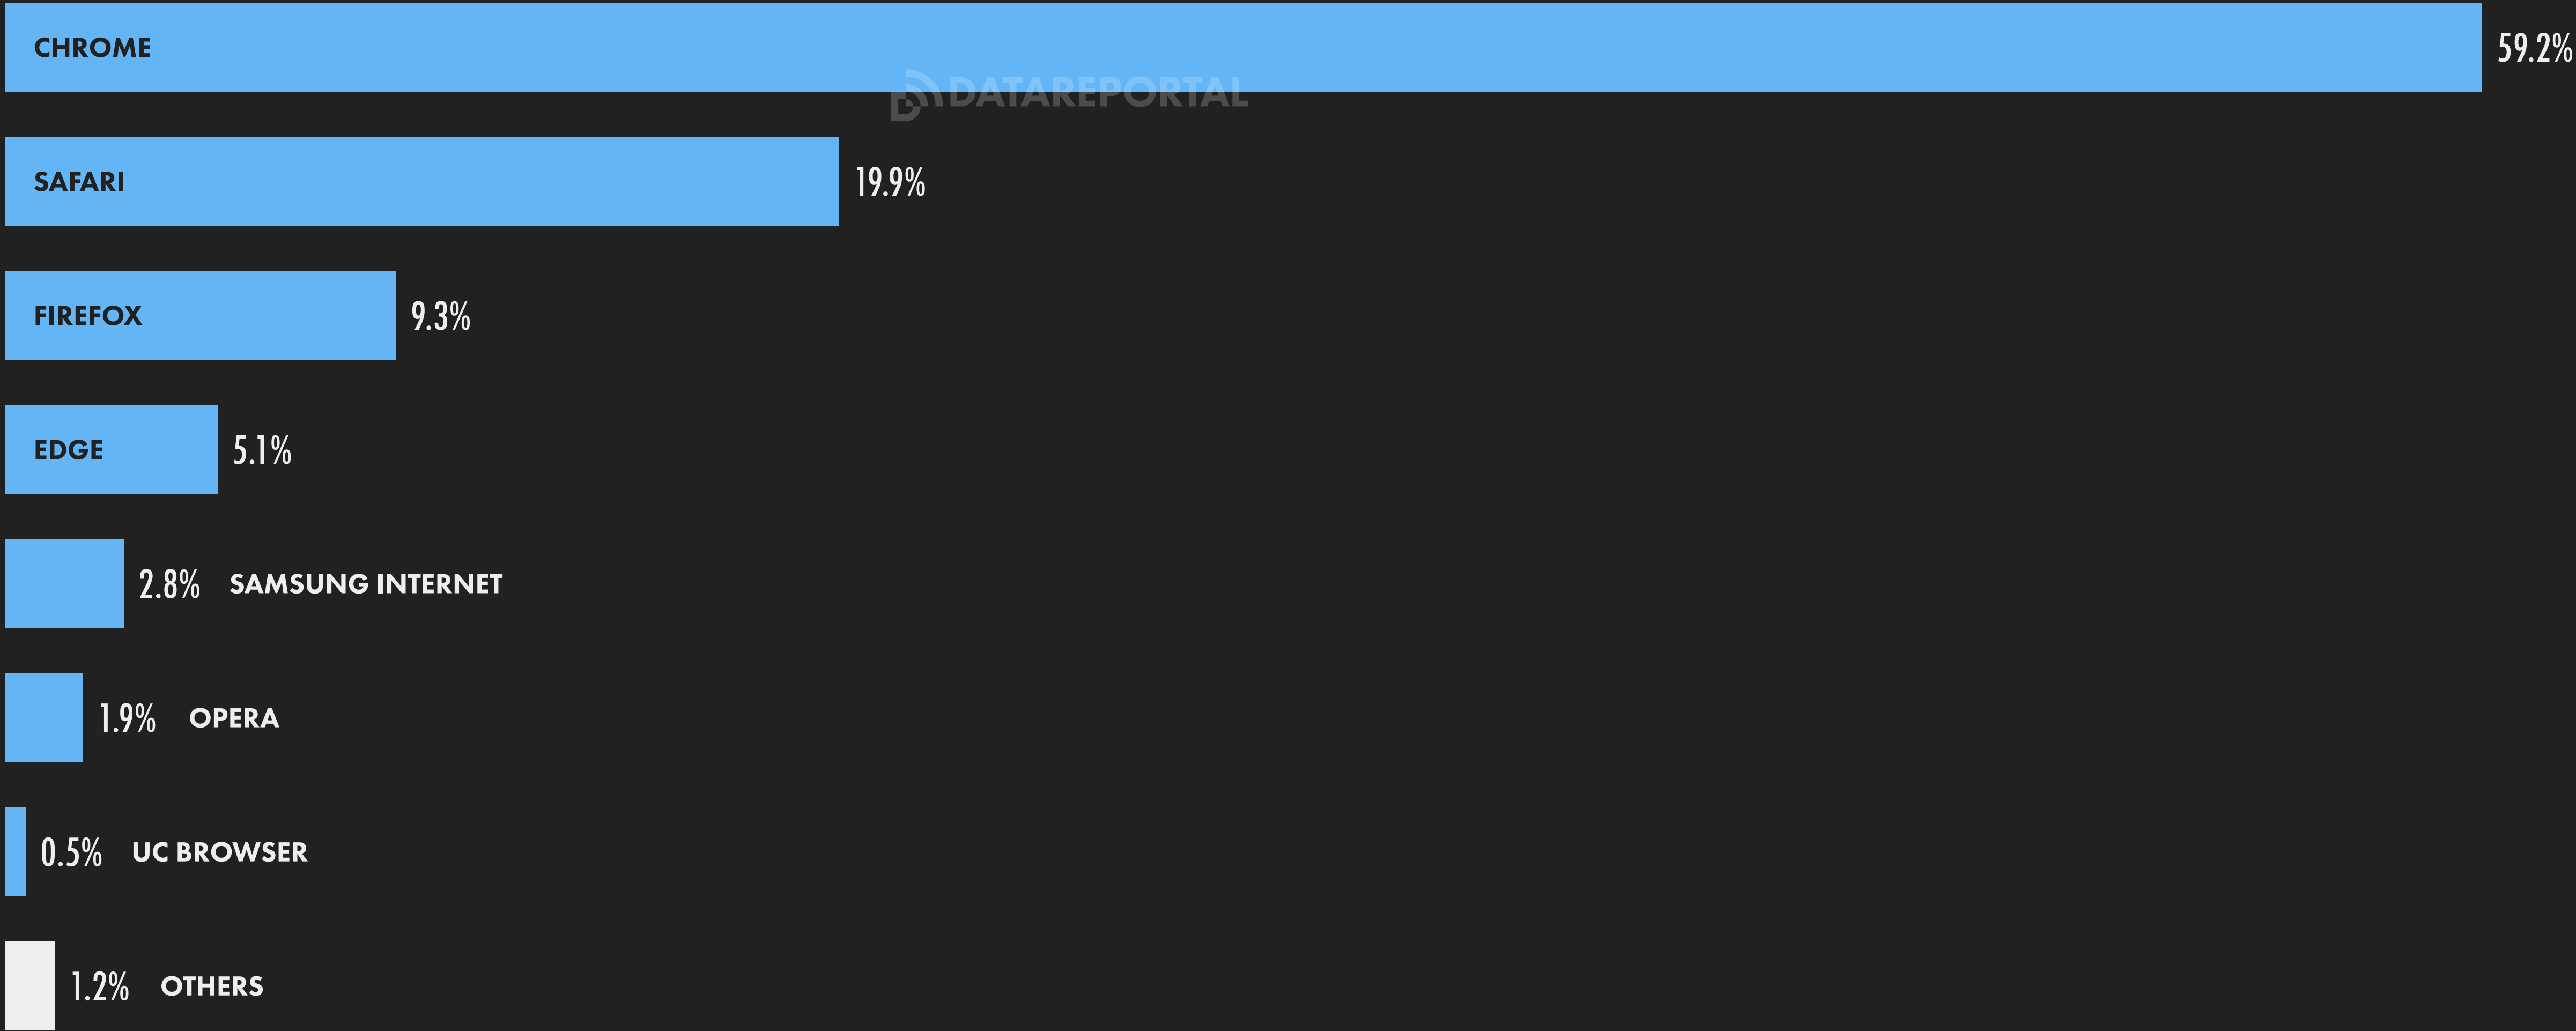 CHROME 59.2%
DATAREPORTAL
SAFARI 19.9%
FIREFOX 9.3%
EDGE 5.1%
2.8% SAMSUNG INTERNET
1.9% OPERA
0.5% UC BROWSER
1.2% OTHERS